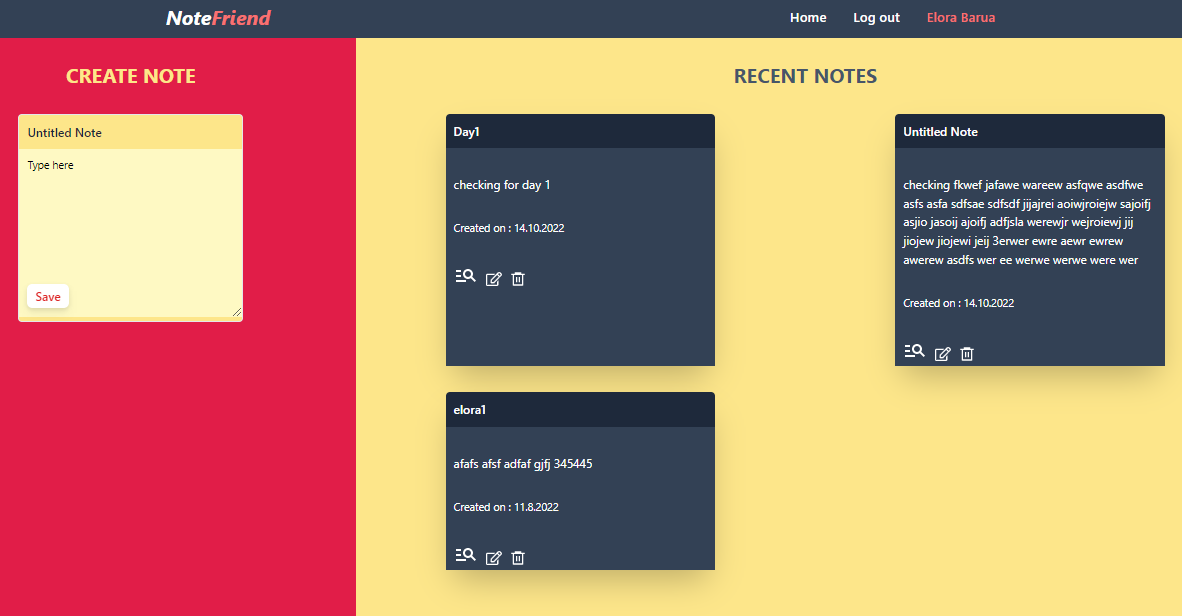 NoteFriend
Home Log out Elora Barua
CREATE NOTE
Untitled Note
Type here
Save
RECENT NOTES
Day1
checking for day 1
Created on : 14.10.2022
Untitled Note
checking fkwef jafawe wareew asfqwe asdfwe
asfs asfa sdfsae sdfsdf jijajrei aoiwjroiejw sajoifj
asjio jasoij ajoifj adfjsla werewjr wejroiewj jij
jiojew jiojewi jeij 3erwer ewre aewr ewrew
awerew asdfs wer ee werwe werwe were wer
Created on : 14.10.2022
elora1
afafs afsf adfaf gjfj 345445
Created on : 11.8.2022